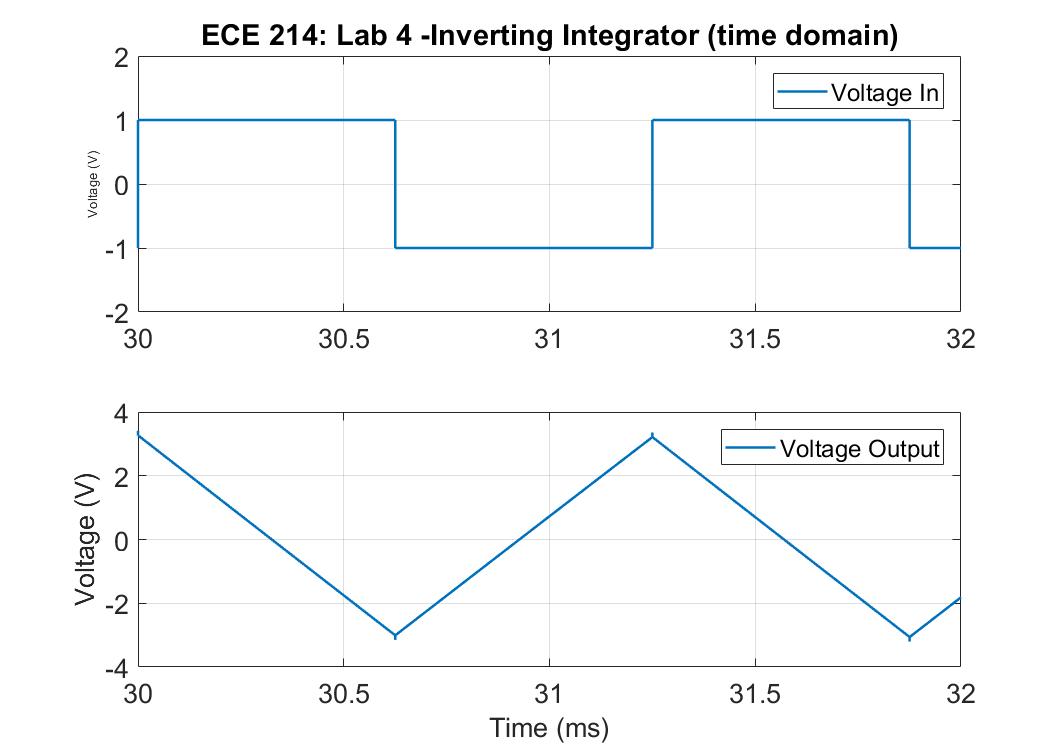 ECE 214: Lab 4 -Inverting Integrator (time domain)
2
Voltage In
1
Voltage (V)
0
-1
-2
30 30.5 31 31.5 32
4
Voltage Output
2
Voltage (V)
0
-2
-4
30 30.5 31 31.5 32
Time (ms)